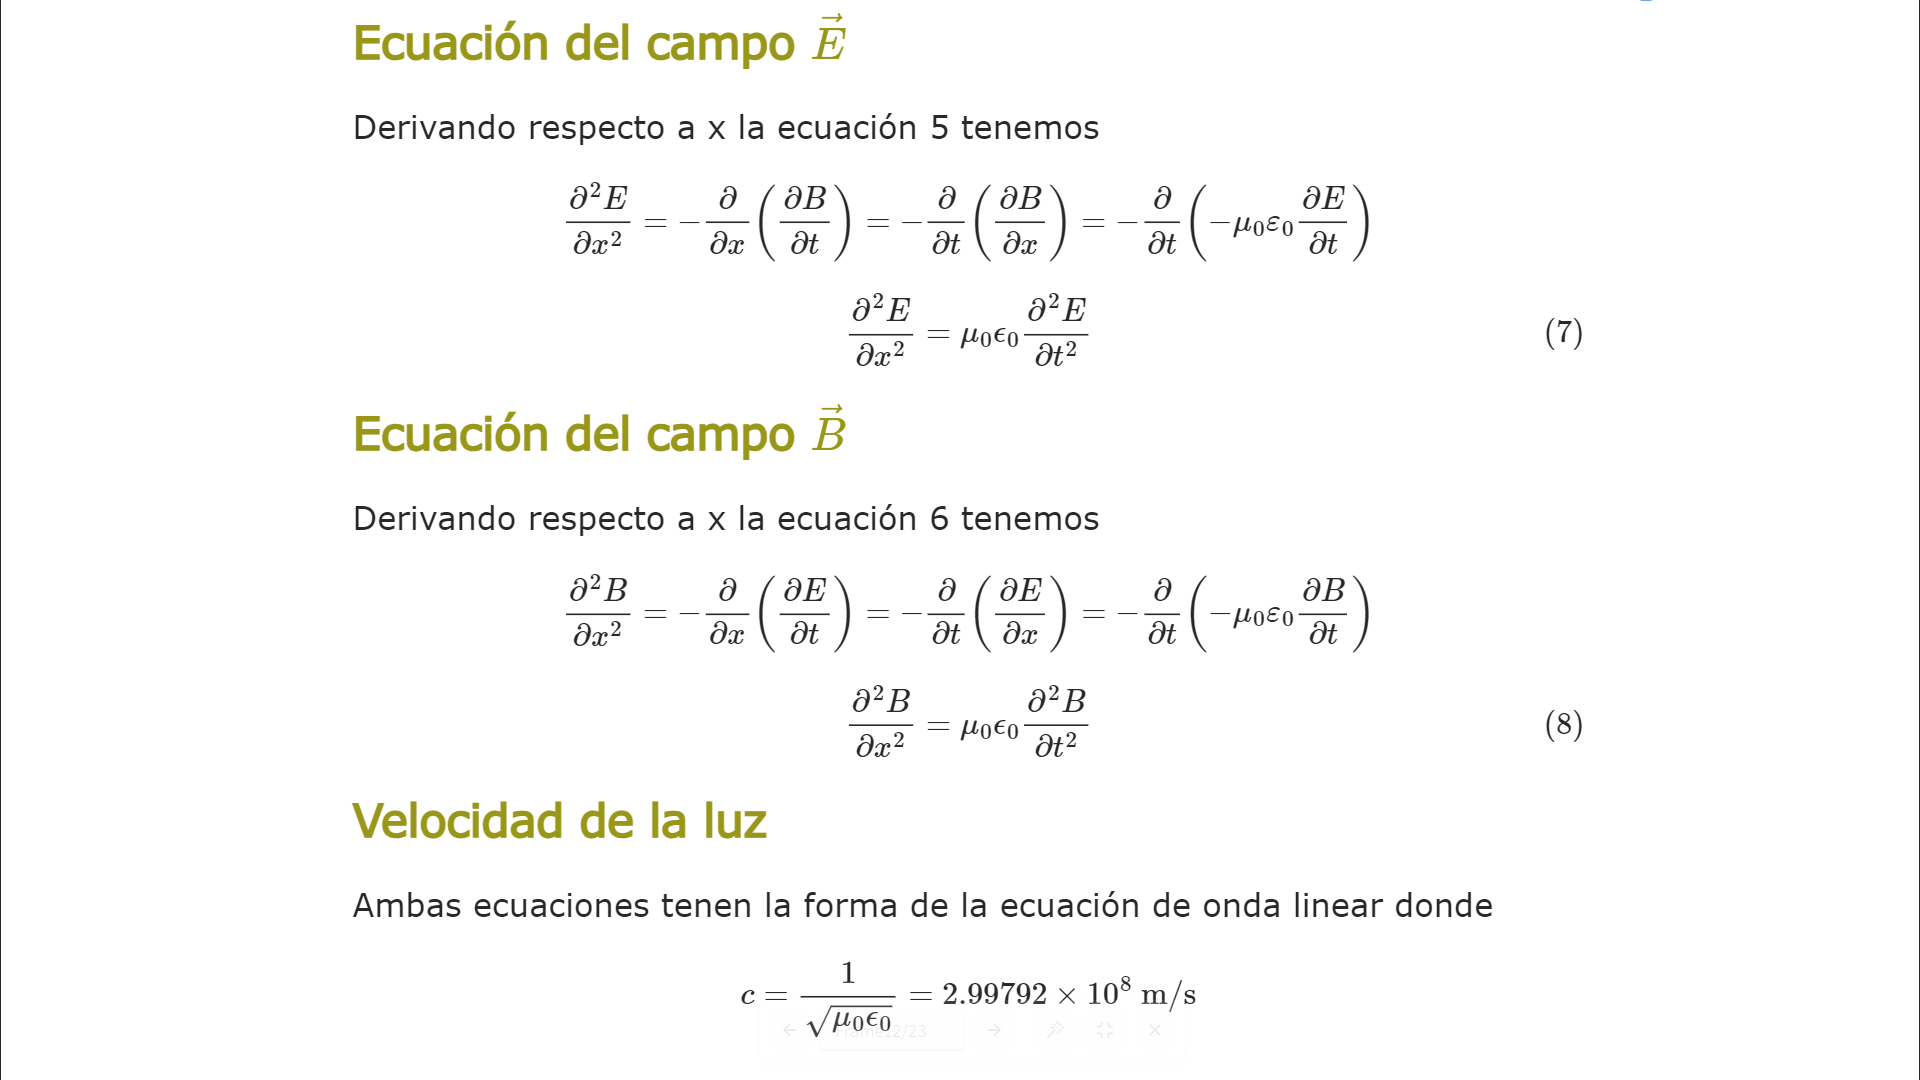 Ecuación del campo $\vec{E}$
Derivando respecto a x la ecuación 5 tenemos
$\frac{\partial^2 E}{\partial x^2} = -\frac{\partial}{\partial x}\left(\frac{\partial B}{\partial t}\right) = -\frac{\partial}{\partial t}\left(\frac{\partial B}{\partial x}\right) = -\frac{\partial}{\partial t}\left(-\mu_0 \varepsilon_0 \frac{\partial E}{\partial t}\right)$
$\frac{\partial^2 E}{\partial x^2} = \mu_0 \epsilon_0 \frac{\partial^2 E}{\partial t^2}$ (7)
Ecuación del campo $\vec{B}$
Derivando respecto a x la ecuación 6 tenemos
$\frac{\partial^2 B}{\partial x^2} = -\frac{\partial}{\partial x}\left(\frac{\partial E}{\partial t}\right) = -\frac{\partial}{\partial t}\left(\frac{\partial E}{\partial x}\right) = -\frac{\partial}{\partial t}\left(-\mu_0 \varepsilon_0 \frac{\partial B}{\partial t}\right)$
$\frac{\partial^2 B}{\partial x^2} = \mu_0 \epsilon_0 \frac{\partial^2 B}{\partial t^2}$ (8)
Velocidad de la luz
Ambas ecuaciones tenen la forma de la ecuación de onda linear donde
$c = \frac{1}{\sqrt{\mu_0 \epsilon_0}} = 2.99792 \times 10^8 \text{ m/s}$
Frame22/23